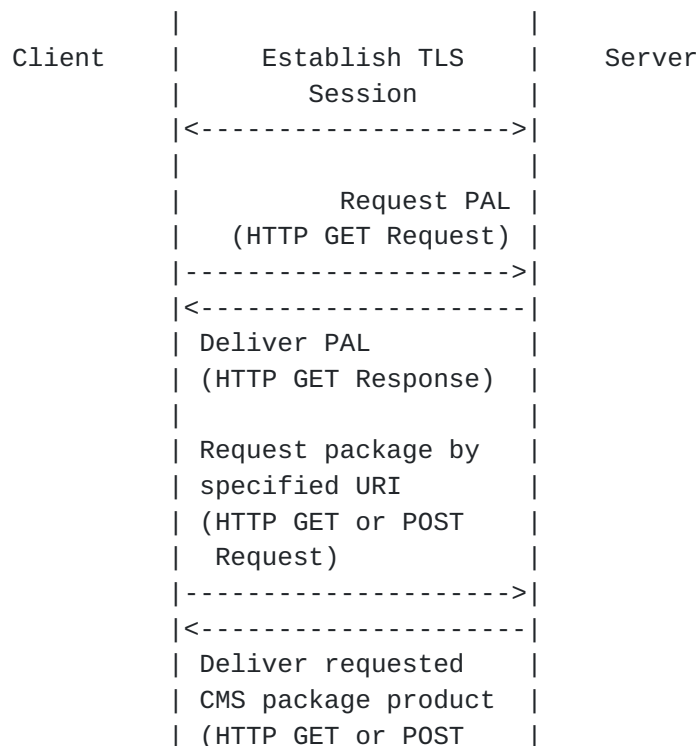 |                      |
          Client     |     Establish TLS    |    Server
                     |        Session       |
                     |<-------------------->|
                     |                      |
                     |          Request PAL |
                     |   (HTTP GET Request) |
                     |--------------------->|
                     |<---------------------|
                     | Deliver PAL          |
                     | (HTTP GET Response)  |
                     |                      |
                     | Request package by   |
                     | specified URI        |
                     | (HTTP GET or POST    |
                     |  Request)            |
                     |--------------------->|
                     |<---------------------|
                     | Deliver requested    |
                     | CMS package product  |
                     | (HTTP GET or POST    |